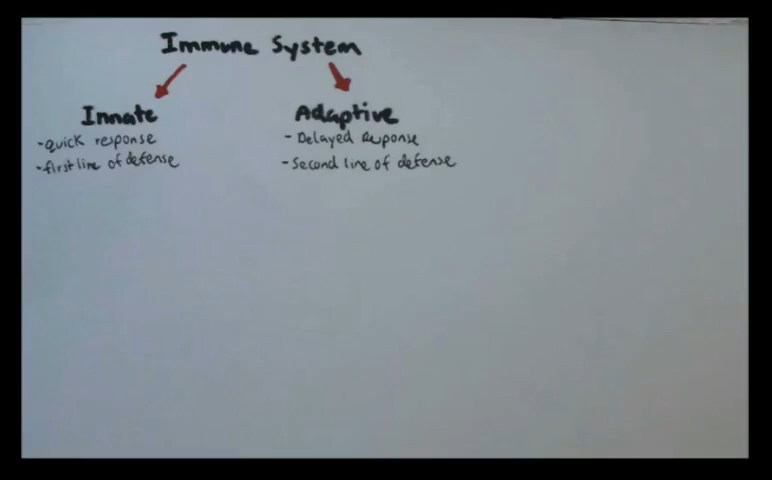 Immune System
Innate
-quick response
-first line of defense
Adaptive
- Delayed Response
- Second line of defense